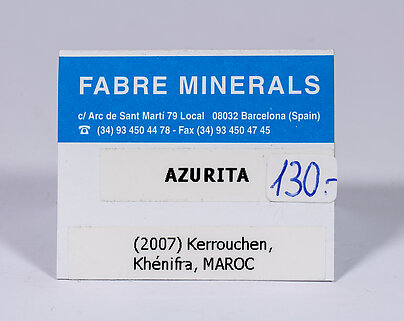 FABRE MINERALS
c/ Arc de Sant Martí 79 Local 08032 Barcelona (Spain)
☎ (34) 93 450 44 78 - Fax (34) 93 450 47 45
AZURITA 130.-
(2007) Kerrouchen,
Khénifra, MAROC